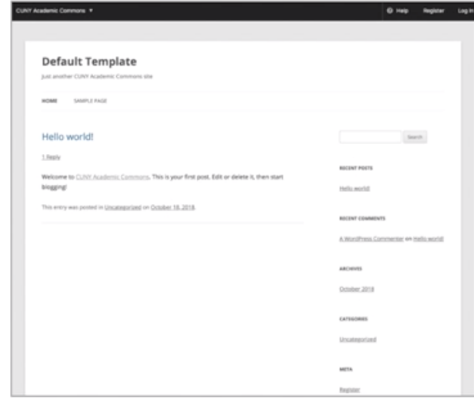 CUNY Academic Commons
Help Register Log In
Default Template
Just another CUNY Academic Commons site
HOME SAMPLE PAGE
Hello world!
1 Reply
Welcome to CUNY Academic Commons. This is your first post. Edit or delete it, then start
blogging!
This entry was posted in Uncategorized on October 18, 2018.
Search
RECENT POSTS
Hello world!
RECENT COMMENTS
A WordPress Commenter on Hello world!
ARCHIVES
October 2018
CATEGORIES
Uncategorized
META
Register